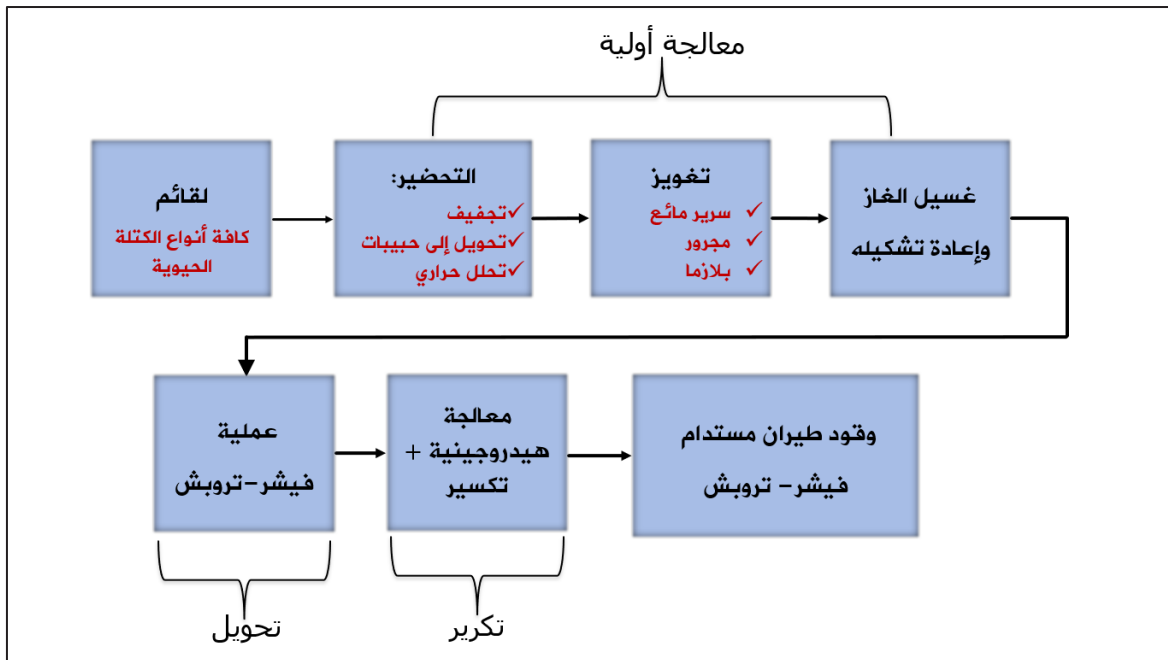 معالجة أولية
لقائم
كافة أنواع الكتلة
الحيوية
التحضير:
✓تجفيف
✓تحويل إلى حبيبات
✓تحلل حراري
تغويز
✓ سرير مائع
✓ مجرور
✓ بلازما
غسيل الغاز
وإعادة تشكيله
عملية
فيشر-تروبش
معالجة
هيدروجينية +
تكسير
وقود طيران مستدام
فيشر- تروبش
تحويل
تكرير